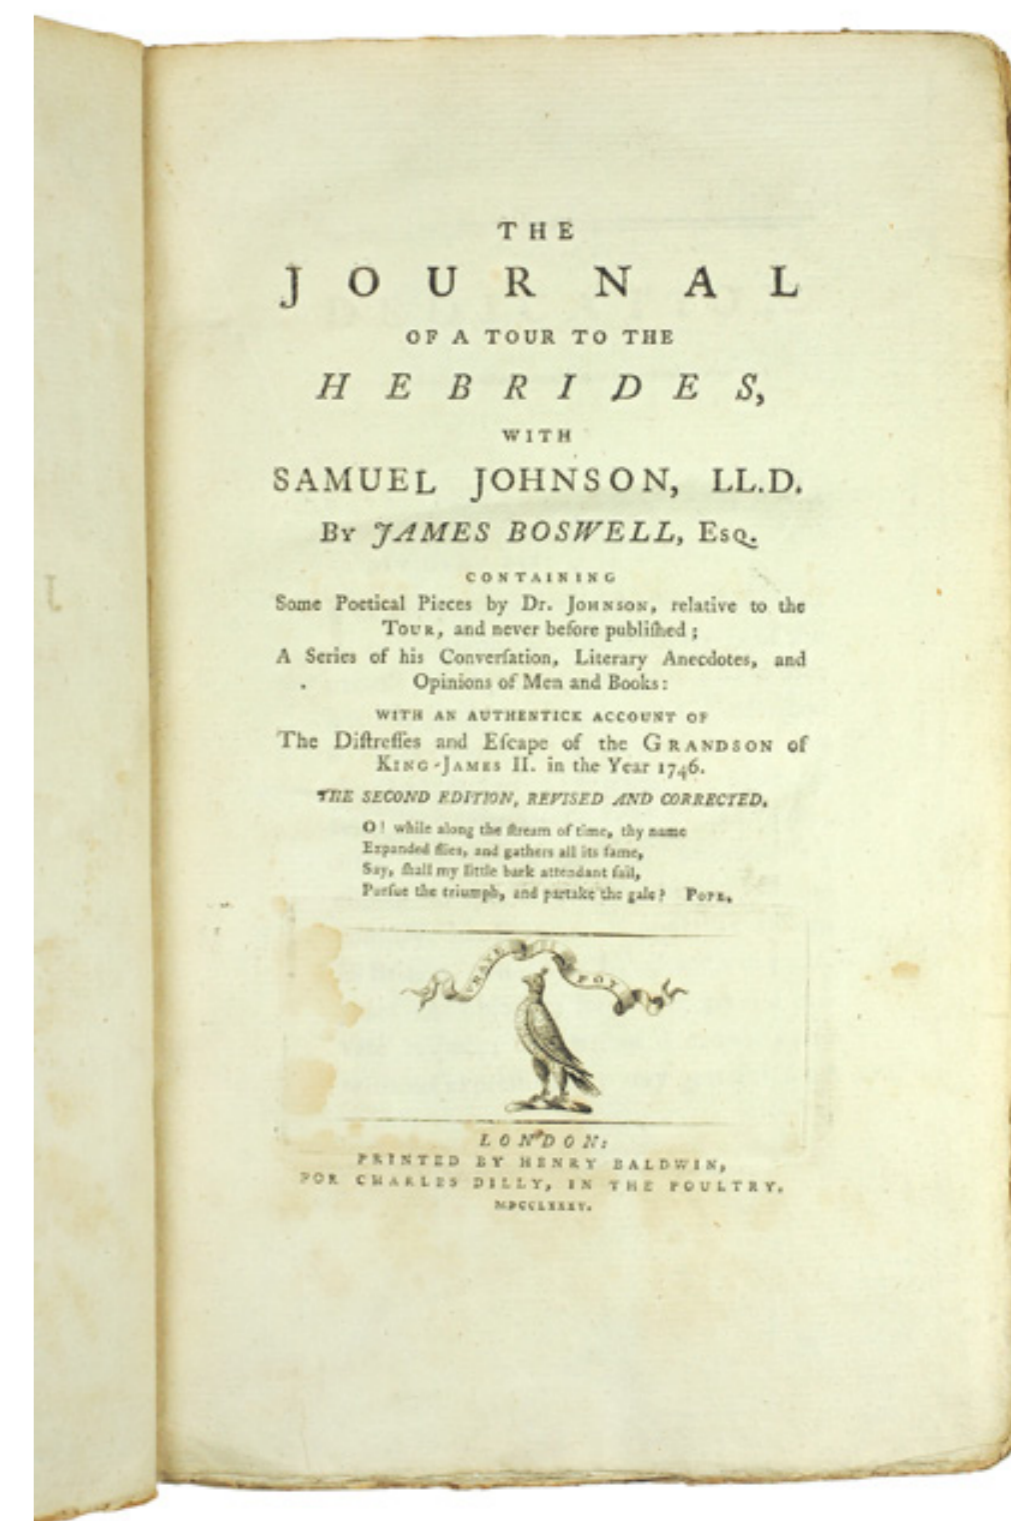 THE
JOURNAL
OF A TOUR TO THE
HEBRIDES,
WITH
SAMUEL JOHNSON, LL.D.
By JAMES BOSWELL, Esq.
CONTAINING
Some Poetical Pieces by Dr. Johnson, relative to the
Tour, and never before publiſhed;
A Series of his Converſation, Literary Anecdotes, and
Opinions of Men and Books:
WITH AN AUTHENTICK ACCOUNT OF
The Diſtreſſes and Eſcape of the GRANDSON of
King James II. in the Year 1746.
THE SECOND EDITION, REVISED AND CORRECTED.
O! while along the ſtream of time, thy name
Expanded flies, and gathers all its fame,
Say, ſhall my little bark attendant ſail,
Purſue the triumph, and partake the gale? Pope.
VRAYE FOY
LONDON:
PRINTED BY HENRY BALDWIN,
FOR CHARLES DILLY, IN THE POULTRY.
MDCCLXXXV.